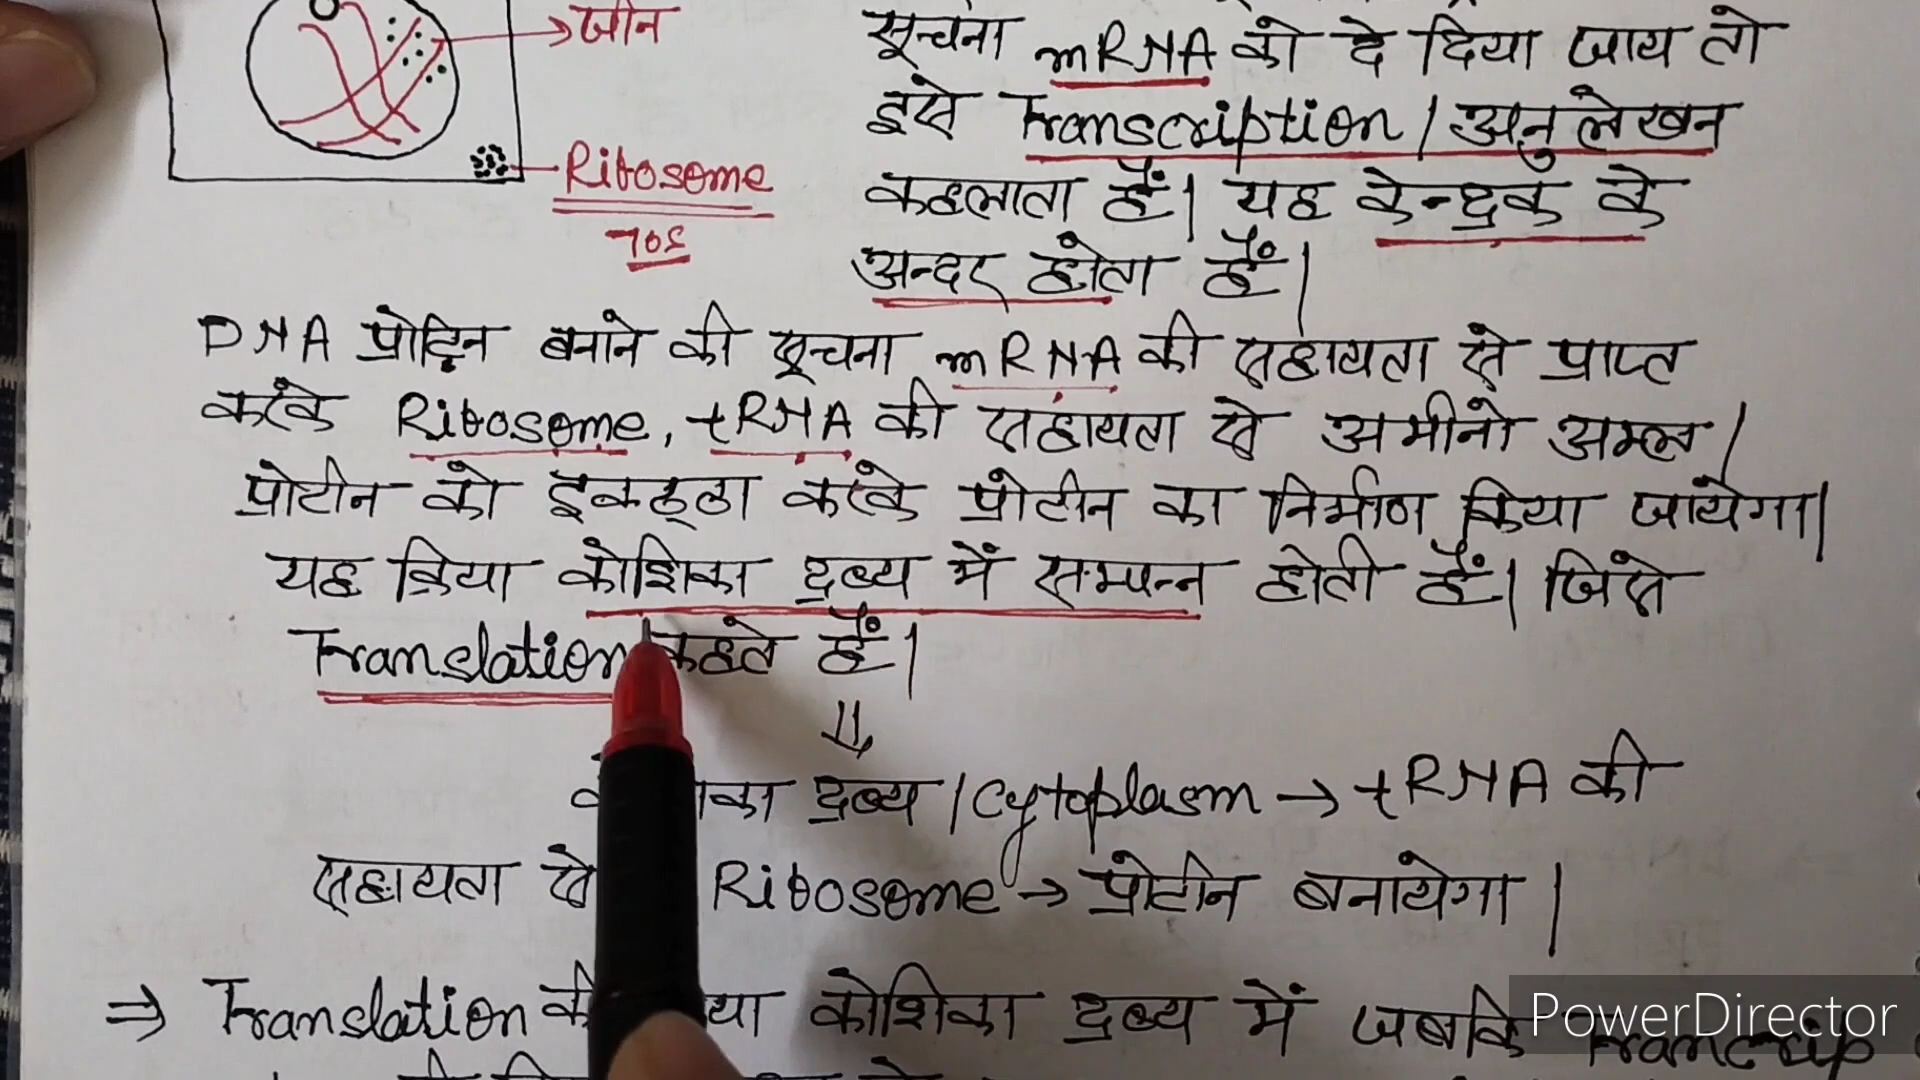 जीन
Ribosome
70S
सूचना mRNA को दे दिया जाय तो
इसे Transcription / अनुलेखन
कहलाता हैं। यह केन्द्रक के
अन्दर होता हैं।
DNA प्रोटिन बनाने की सूचना mRNA की सहायता से प्राप्त
करके Ribosome, tRNA की सहायता से अमीनो अम्ल /
प्रोटीन को इकठ्ठा करके प्रोटीन का निर्माण किया जायेगा।
यह क्रिया कोशिका द्रव्य में सम्पन्न होती हैं। जिसे
Translation कहते हैं।
द्रव्य / Cytoplasm → tRNA की
सहायता से Ribosome → प्रोटीन बनायेगा।
⇒ Translation की कोशिका द्रव्य में जबकि
PowerDirector